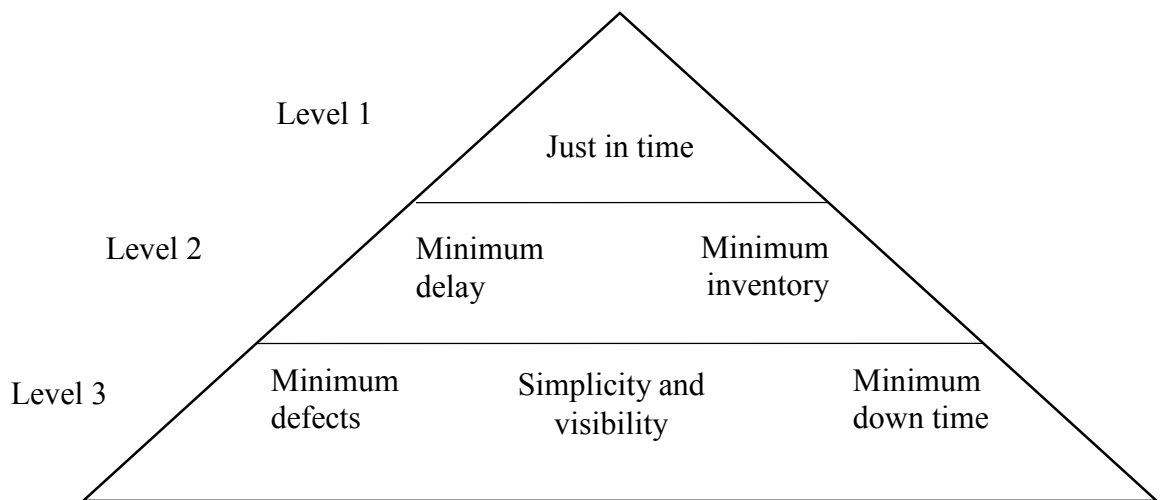 Level 1
Just in time
Level 2
Minimum
delay
Minimum
inventory
Level 3
Minimum
defects
Simplicity and
visibility
Minimum
down time